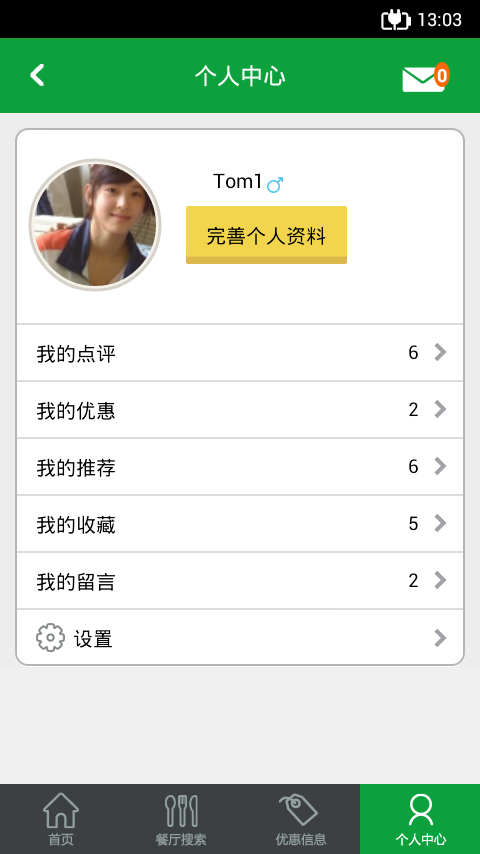 13:03
个人中心
0
Tom1
完善个人资料
我的点评 6
我的优惠 2
我的推荐 6
我的收藏 5
我的留言 2
设置
首页 餐厅搜索 优惠信息 个人中心